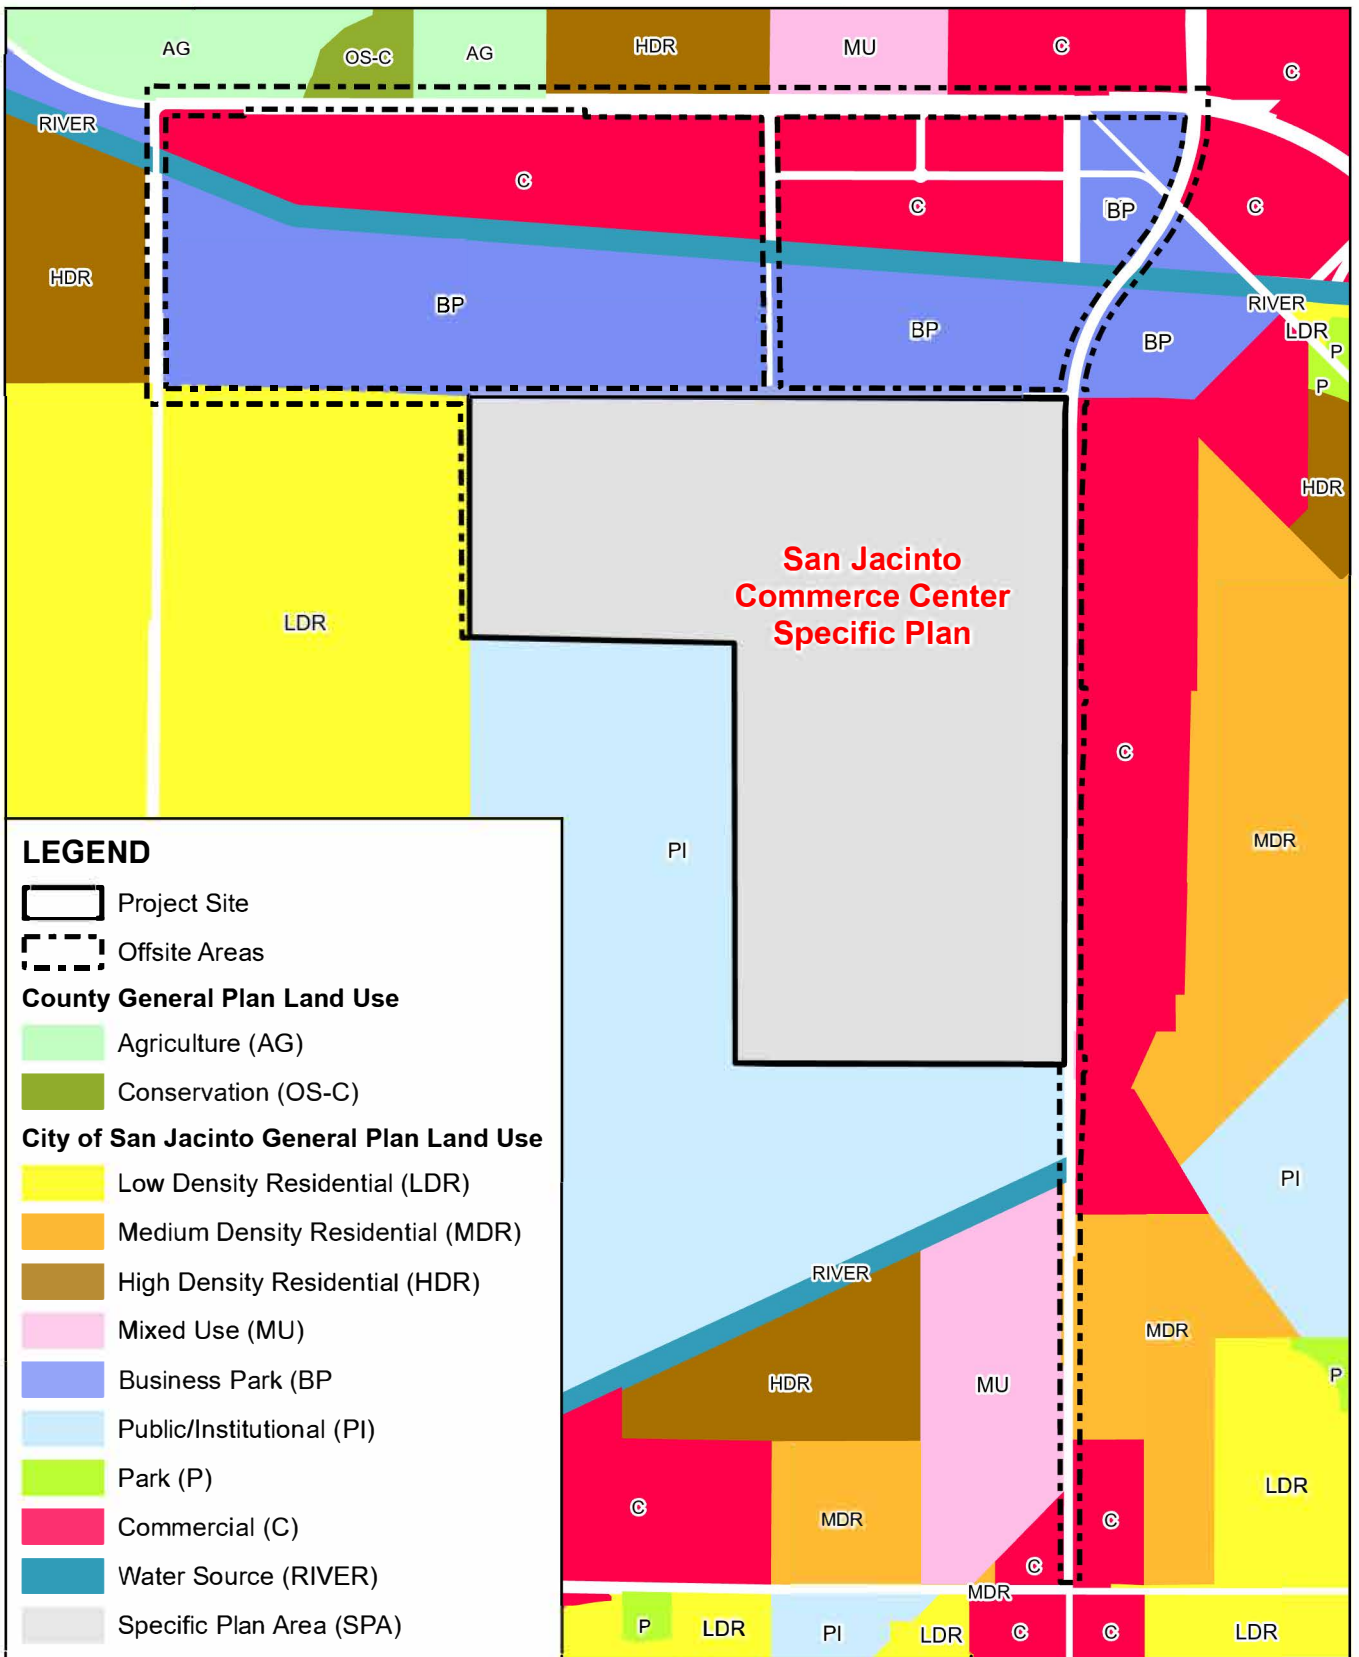 AG
OS-C
AG
HDR
MU
C
C
RIVER
C
C
BP
C
HDR
BP
BP
BP
RIVER
LDR
P
P
HDR
San Jacinto
Commerce Center
Specific Plan
LDR
C
MDR
PI
PI
RIVER
MDR
HDR
MU
P
C
MDR
C
LDR
C
MDR
P
LDR
PI
LDR
C
C
LDR
LEGEND
Project Site
Offsite Areas
County General Plan Land Use
Agriculture (AG)
Conservation (OS-C)
City of San Jacinto General Plan Land Use
Low Density Residential (LDR)
Medium Density Residential (MDR)
High Density Residential (HDR)
Mixed Use (MU)
Business Park (BP
Public/Institutional (PI)
Park (P)
Commercial (C)
Water Source (RIVER)
Specific Plan Area (SPA)